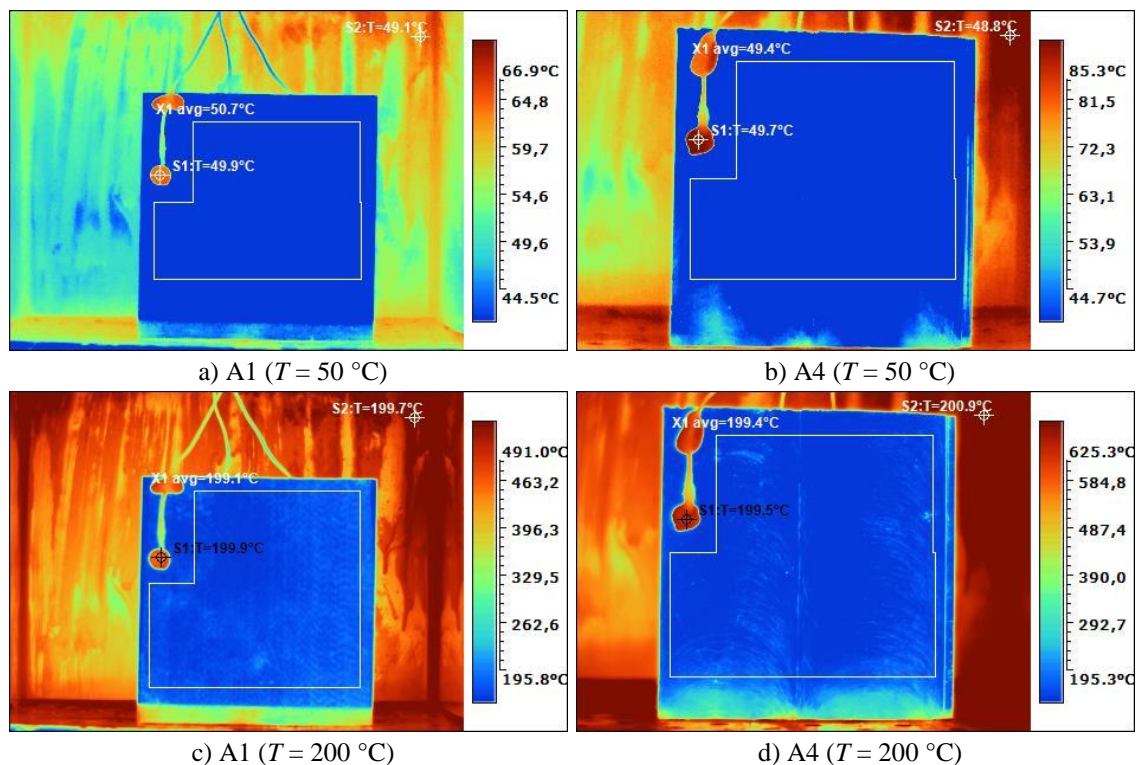 S2:T=49.1°C
66.9°C
64,8
X1 avg=50.7°C
59,7
S1:T=49.9°C
54,6
49,6
44.5°C
S2:T=48.8°C
X1 avg=49.4°C
85.3°C
81,5
S1:T=49.7°C
72,3
63,1
53,9
44.7°C
a) A1 (T = 50 °C)
b) A4 (T = 50 °C)
S2:T=199.7°C
491.0°C
X1 avg=199.1°C
463,2
396,3
S1:T=199.9°C
329,5
262,6
195.8°C
S2:T=200.9°C
X1 avg=199.4°C
625.3°C
584,8
S1:T=199.5°C
487,4
390,0
292,7
195.3°C
c) A1 (T = 200 °C)
d) A4 (T = 200 °C)